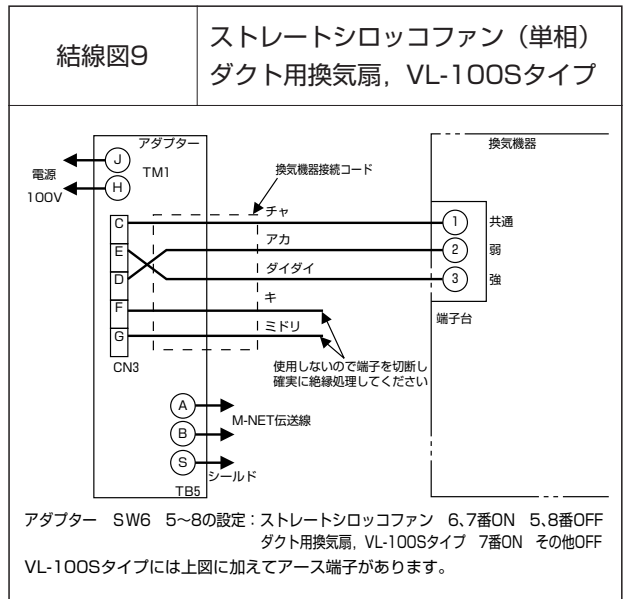 結線図9
ストレートシロッコファン（単相）
ダクト用換気扇，VL-100Sタイプ
アダプター
換気機器
J
TM1
電源
100V
H
換気機器接続コード
C
チャ
1
共通
E
アカ
2
弱
D
ダイダイ
3
強
F
キ
端子台
G
ミドリ
CN3
使用しないので端子を切断し
確実に絶縁処理してください
A
M-NET伝送線
B
S
シールド
TB5
アダプター　SW6　5〜8の設定：ストレートシロッコファン　6、7番ON　5、8番OFF
ダクト用換気扇，VL-100Sタイプ　7番ON　その他OFF
VL-100Sタイプには上図に加えてアース端子があります。